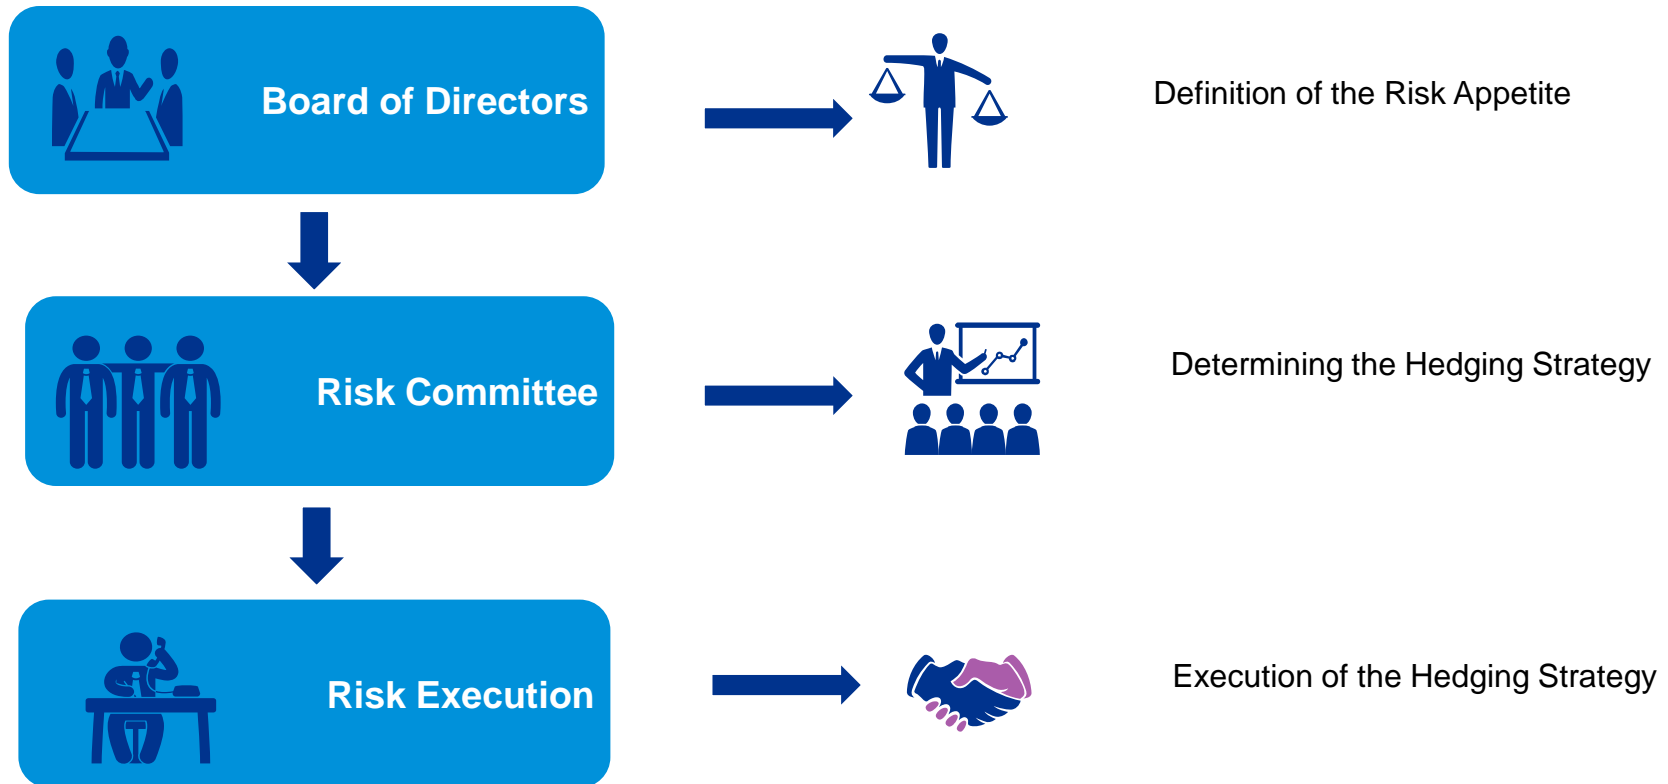 Board of Directors
Definition of the Risk Appetite
Risk Committee
Determining the Hedging Strategy
Risk Execution
Execution of the Hedging Strategy